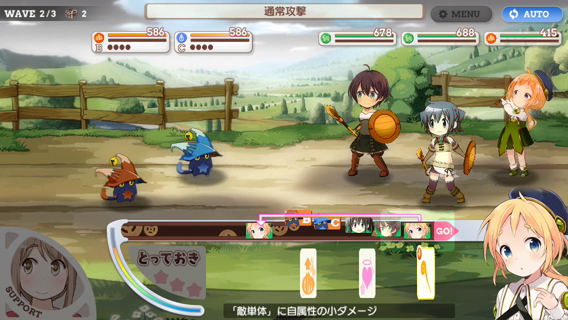 WAVE 2/3 2
通常攻撃
MENU
AUTO
586
B
586
C
678
688
415
B
C
GO!
とっておき
SUPPORT
「敵単体」に自属性の小ダメージ